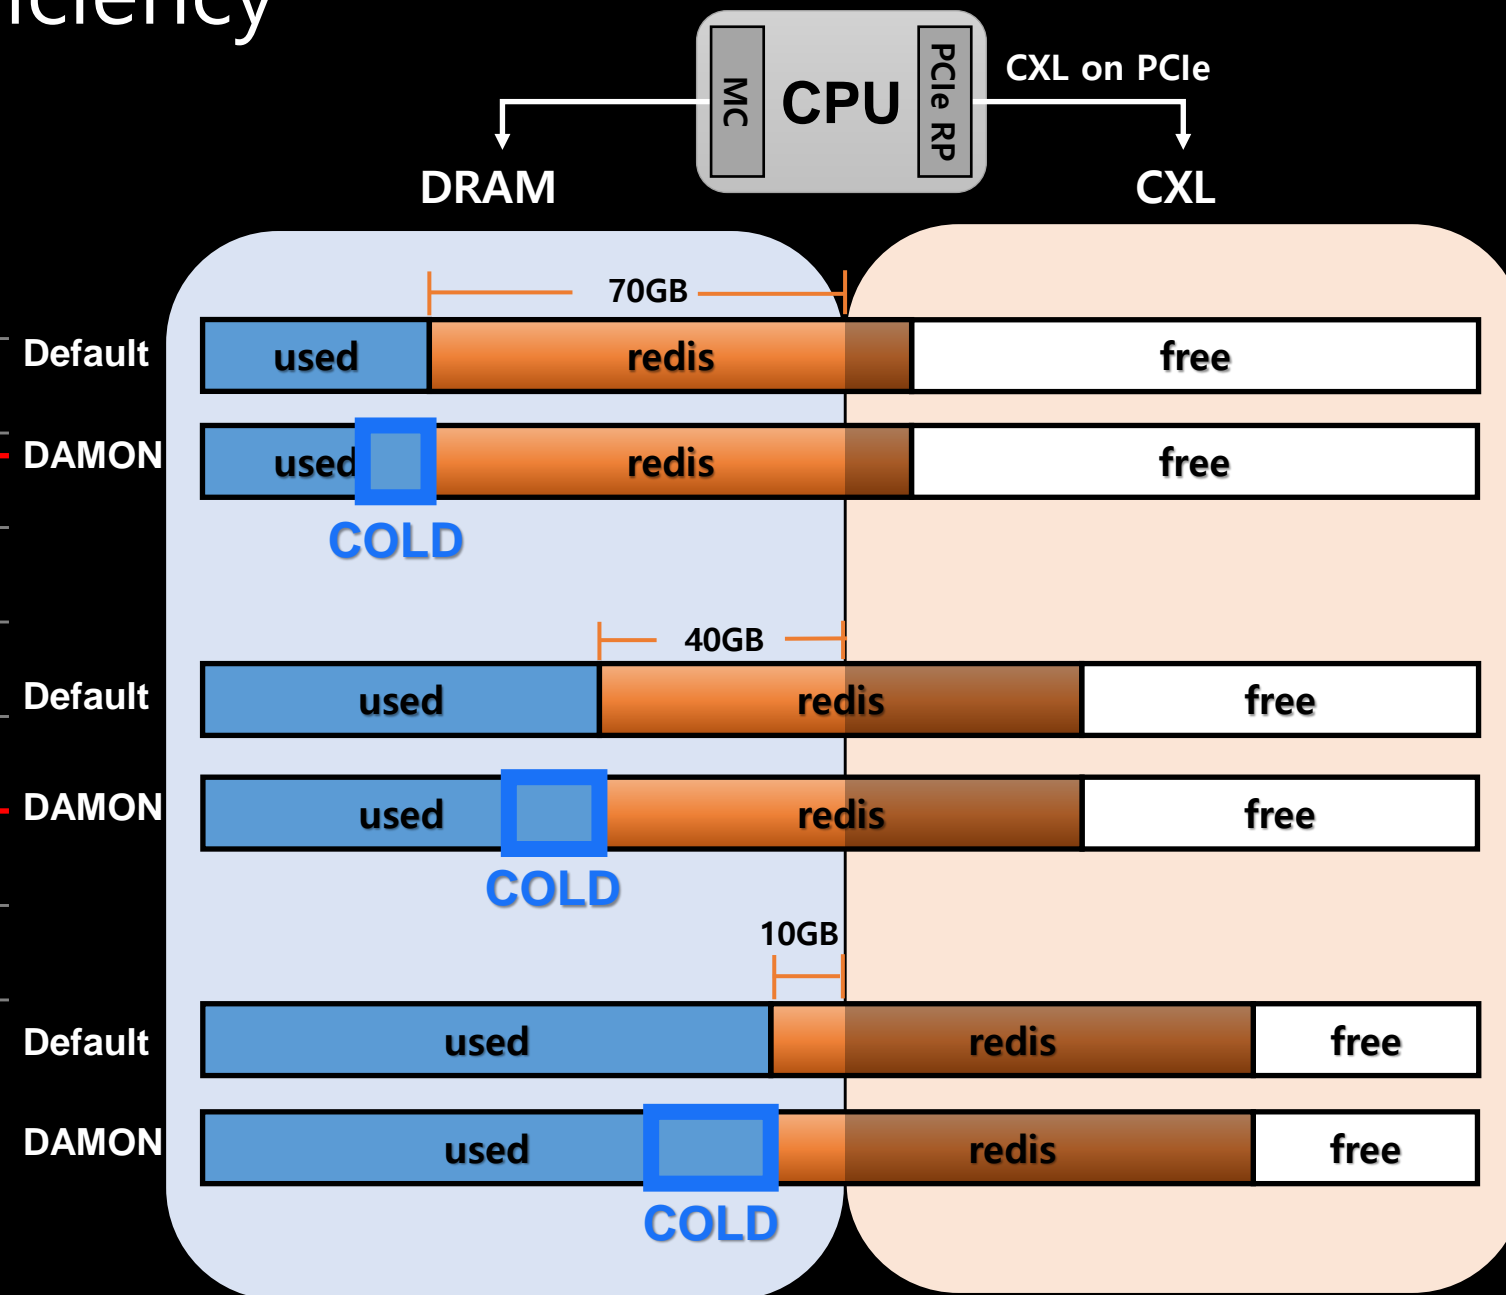 CPU
MC
PCIe RP
CXL on PCIe
DRAM
CXL
70GB
Default
used
redis
free
DAMON
used
redis
free
COLD
40GB
Default
used
redis
free
DAMON
used
redis
free
COLD
10GB
Default
used
redis
free
DAMON
used
redis
free
COLD